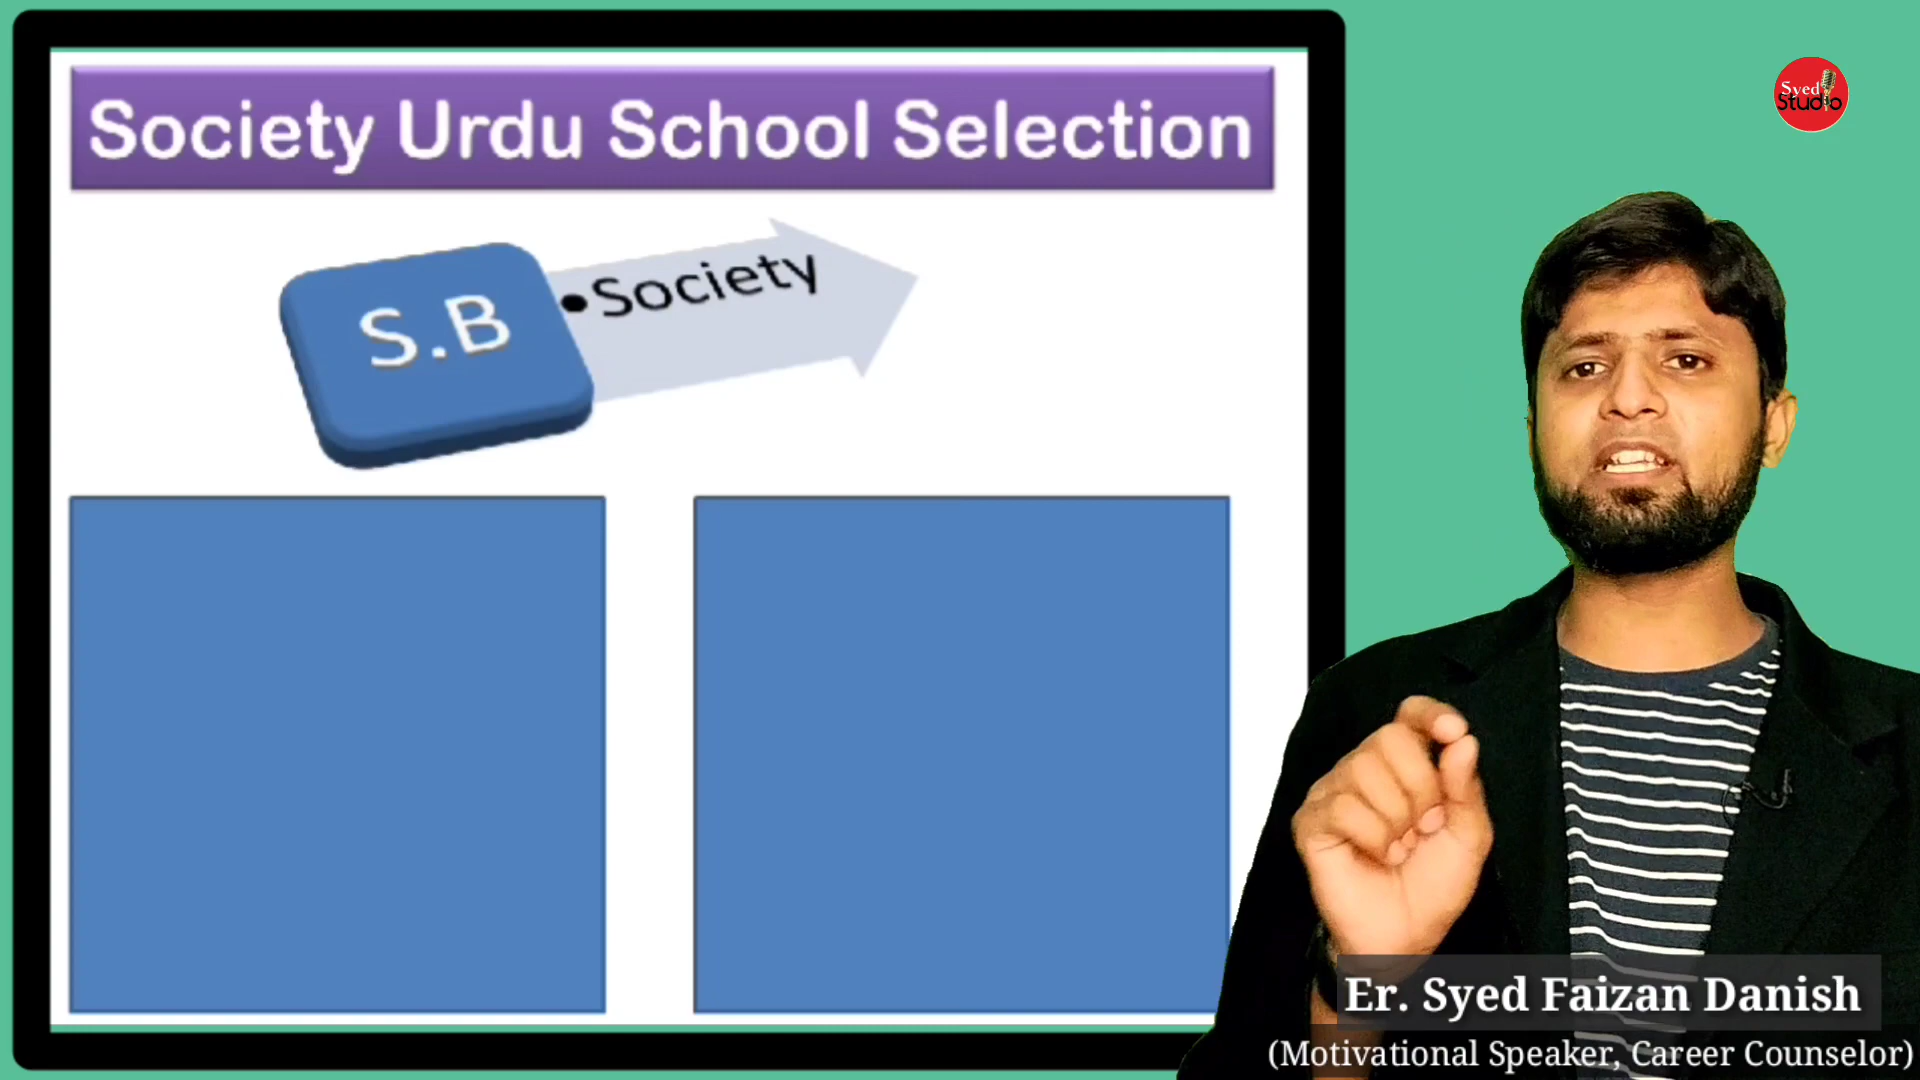 Society Urdu School Selection
Syed
Studio
S.B
•Society
Er. Syed Faizan Danish
(Motivational Speaker, Career Counselor)